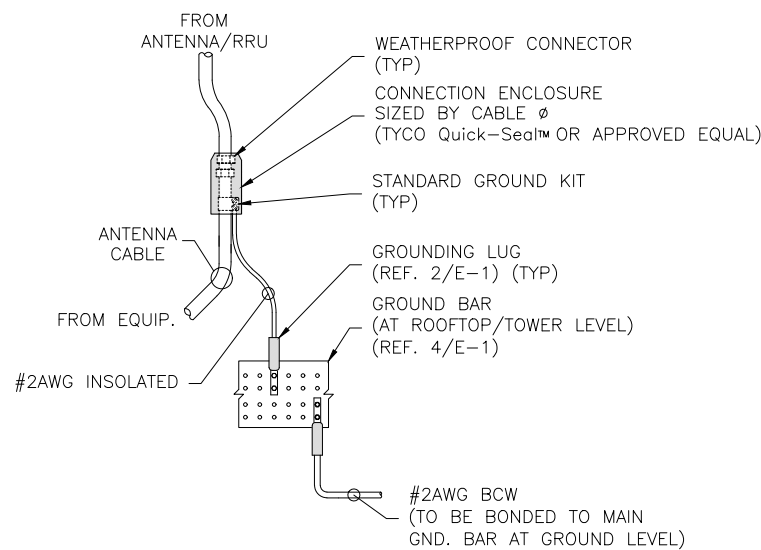 FROM
ANTENNA/RRU
WEATHERPROOF CONNECTOR
(TYP)
CONNECTION ENCLOSURE
SIZED BY CABLE ø
(TYCO Quick-Seal™ OR APPROVED EQUAL)
STANDARD GROUND KIT
(TYP)
ANTENNA
CABLE
GROUNDING LUG
(REF. 2/E-1) (TYP)
FROM EQUIP.
GROUND BAR
(AT ROOFTOP/TOWER LEVEL)
(REF. 4/E-1)
#2AWG INSOLATED
#2AWG BCW
(TO BE BONDED TO MAIN
GND. BAR AT GROUND LEVEL)